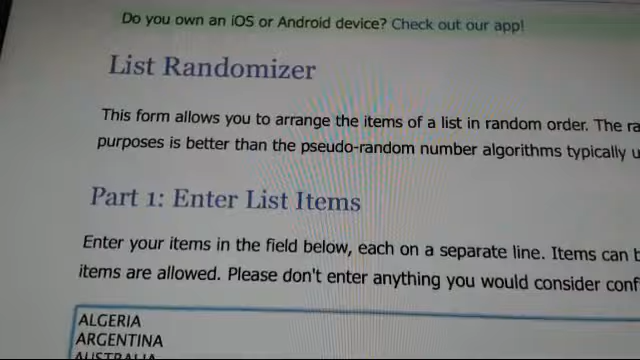 Do you own an iOS or Android device? Check out our app!
List Randomizer
This form allows you to arrange the items of a list in random order. The
purposes is better than the pseudo-random number algorithms typically
Part 1: Enter List Items
Enter your items in the field below, each on a separate line. Items can
items are allowed. Please don't enter anything you would consider
ALGERIA
ARGENTINA
AUSTRALIA